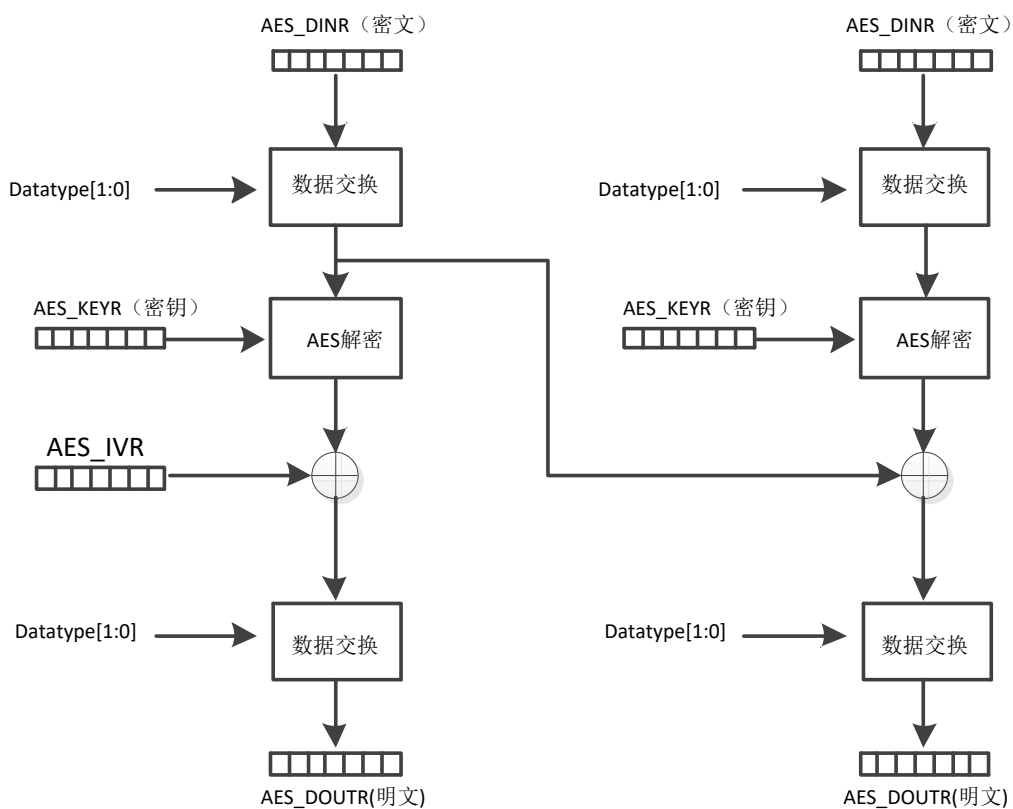 AES_DINR（密文）
AES_DINR（密文）
Datatype[1:0]
数据交换
Datatype[1:0]
数据交换
AES_KEYR（密钥）
AES解密
AES_KEYR（密钥）
AES解密
AES_IVR
Datatype[1:0]
数据交换
Datatype[1:0]
数据交换
AES_DOUTR(明文)
AES_DOUTR(明文)